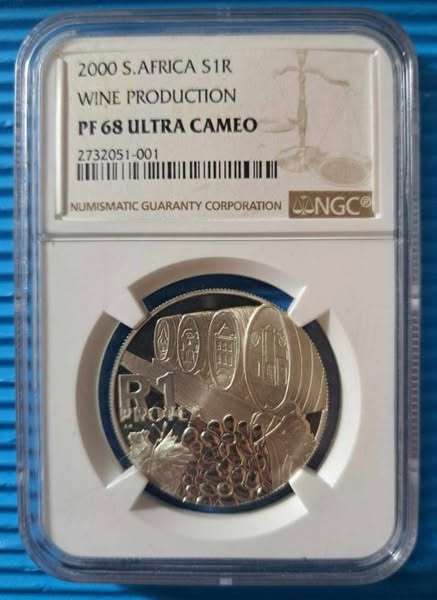 2000 S.AFRICA S1R
WINE PRODUCTION
PF 68 ULTRA CAMEO
2732051-001
NUMISMATIC GUARANTY CORPORATION
NGC®
R1